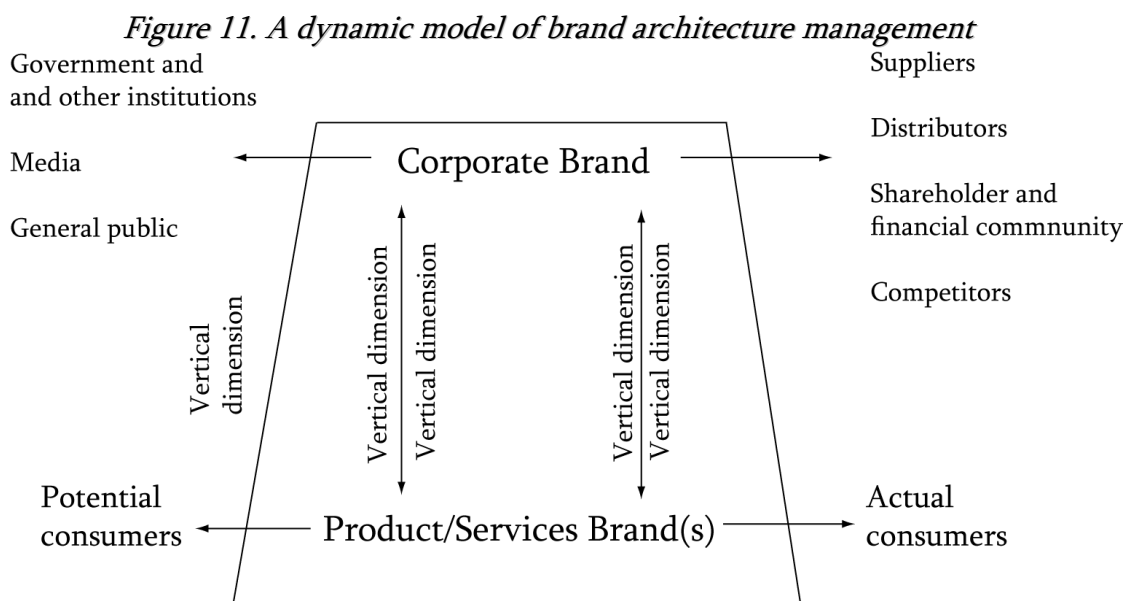 Figure 11. A dynamic model of brand architecture management
Government and
and other institutions
Media
General public
Suppliers
Distributors
Shareholder and
financial commnunity
Competitors
Corporate Brand
Vertical
dimension
Vertical dimension
Vertical dimension
Vertical dimension
Vertical dimension
Potential
consumers
Product/Services Brand(s)
Actual
consumers